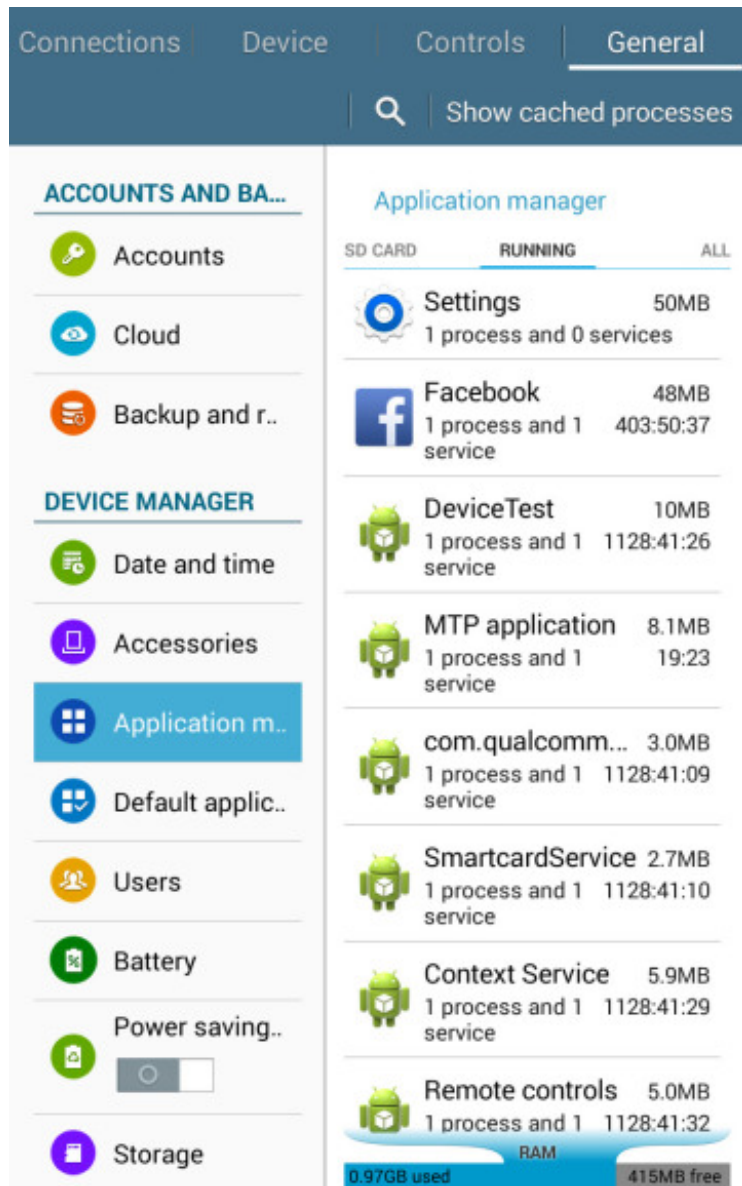 Connections Device Controls General
Show cached processes
ACCOUNTS AND BA...
Accounts
Cloud
Backup and r..
DEVICE MANAGER
Date and time
Accessories
Application m..
Default applic..
Users
Battery
Power saving..
Storage
Application manager
SD CARD RUNNING ALL
Settings 50MB
1 process and 0 services
Facebook 48MB
1 process and 1 403:50:37
service
DeviceTest 10MB
1 process and 1 1128:41:26
service
MTP application 8.1MB
1 process and 1 19:23
service
com.qualcomm... 3.0MB
1 process and 1 1128:41:09
service
SmartcardService 2.7MB
1 process and 1 1128:41:10
service
Context Service 5.9MB
1 process and 1 1128:41:29
service
Remote controls 5.0MB
1 process and 1 1128:41:32
RAM
0.97GB used 415MB free